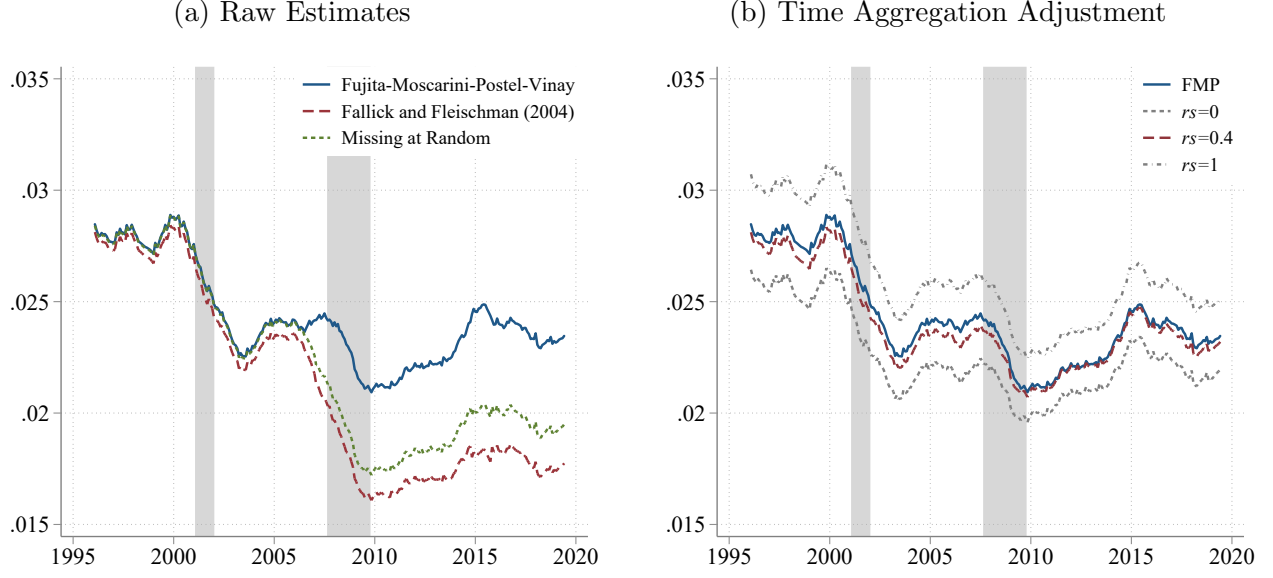 (a) Raw Estimates
.035
.03
.025
.02
.015
1995 2000 2005 2010 2015 2020
Fujita-Moscarini-Postel-Vinay
Fallick and Fleischman (2004)
Missing at Random
(b) Time Aggregation Adjustment
.035
.03
.025
.02
.015
1995 2000 2005 2010 2015 2020
FMP
rs=0
rs=0.4
rs=1